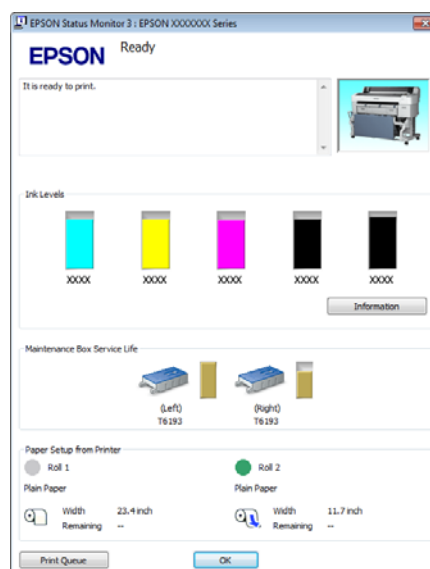 EPSON Status Monitor 3 : EPSON XXXXXXX Series
EPSON
Ready
It is ready to print.
Ink Levels
XXXX XXXX XXXX XXXX XXXX
Information
Maintenance Box Service Life
(Left) (Right)
T6193 T6193
Paper Setup from Printer
Roll 1 Roll 2
Plain Paper Plain Paper
Width 23.4 inch Width 11.7 inch
Remaining -- Remaining --
Print Queue OK